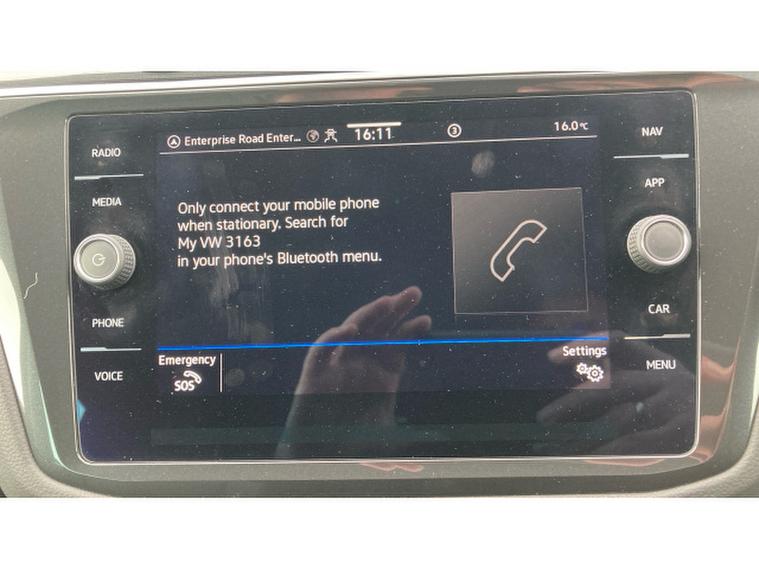 RADIO
MEDIA
PHONE
VOICE
Enterprise Road Enter...
16:11
3
16.0°C
Only connect your mobile phone
when stationary. Search for
My VW 3163
in your phone's Bluetooth menu.
Emergency
SOS
Settings
NAV
APP
CAR
MENU